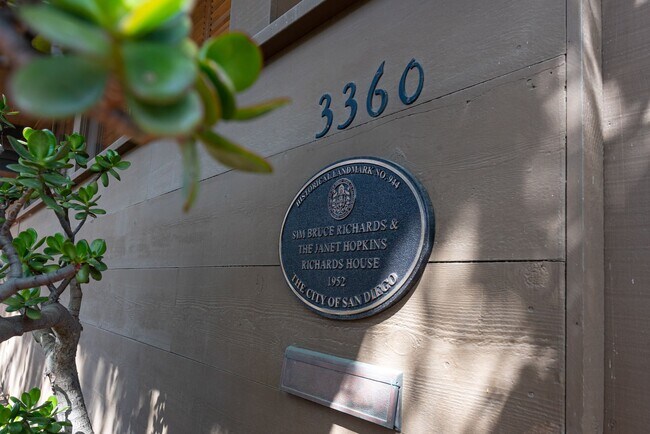 3360
HISTORICAL LANDMARK NO. 944
SIM BRUCE RICHARDS &
THE JANET HOPKINS
RICHARDS HOUSE
1952
THE CITY OF SAN DIEGO